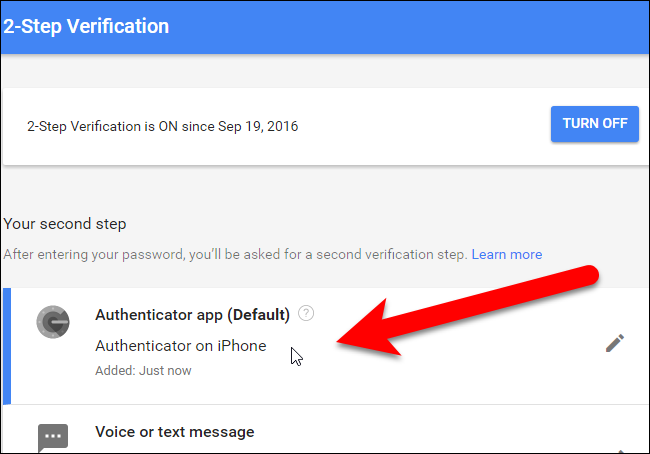 2-Step Verification
2-Step Verification is ON since Sep 19, 2016
TURN OFF
Your second step
After entering your password, you'll be asked for a second verification step. Learn more
Authenticator app (Default) ?
Authenticator on iPhone
Added: Just now
Voice or text message